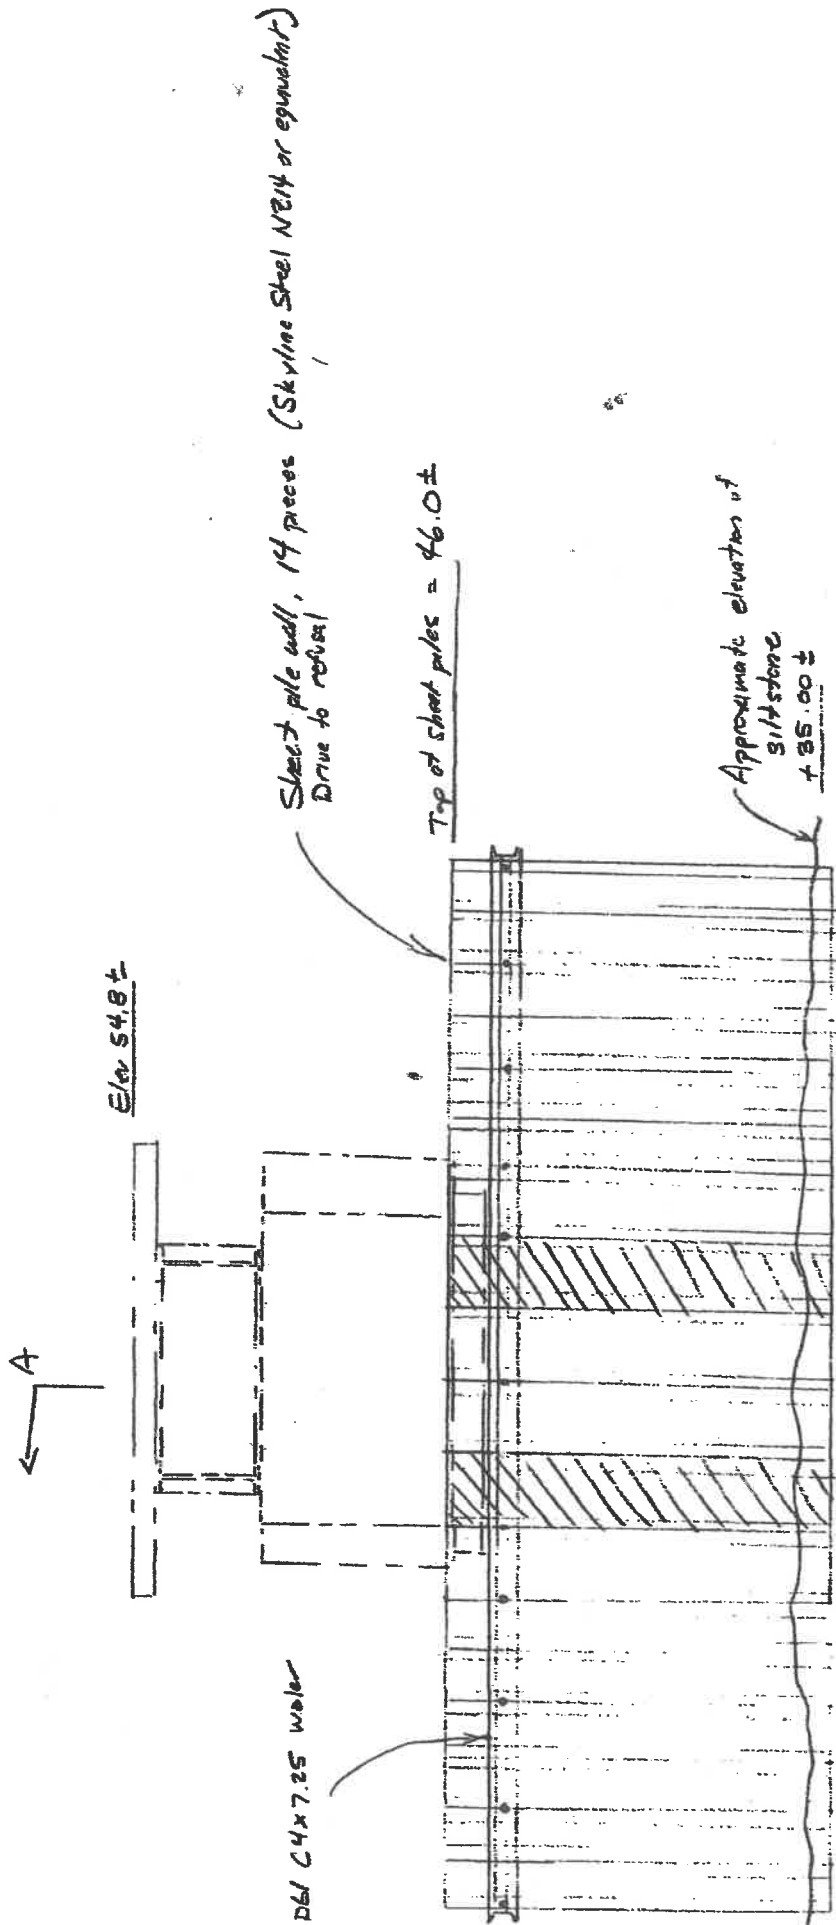 A
Elev 54.8±
Sheet pile wall, 14 pieces (Skyline Steel NZ14 or equivalent)
Drive to refusal
Top of sheet piles = 46.0±
Dbl C4x7.25 waler
Approximate elevation of
siltstone
+35.00±